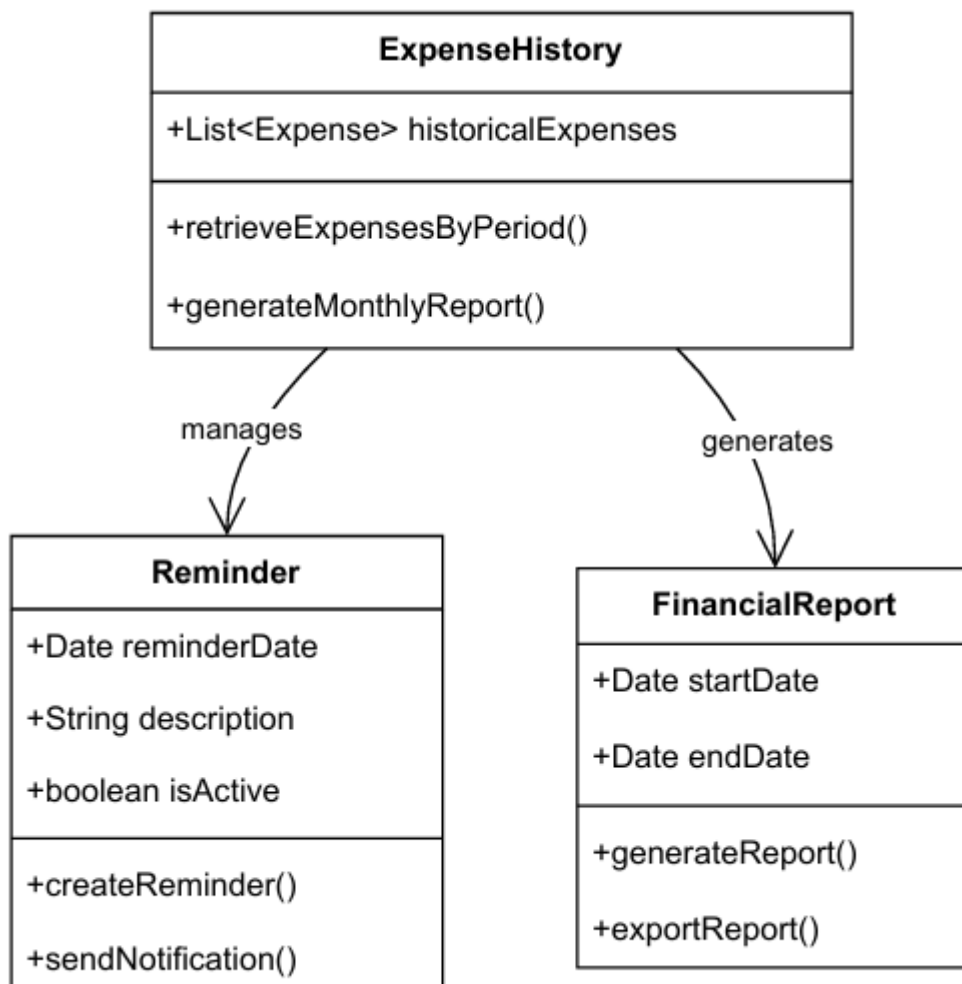 ExpenseHistory
+List<Expense> historicalExpenses
+retrieveExpensesByPeriod()
+generateMonthlyReport()
manages
generates
Reminder
+Date reminderDate
+String description
+boolean isActive
+createReminder()
+sendNotification()
FinancialReport
+Date startDate
+Date endDate
+generateReport()
+exportReport()